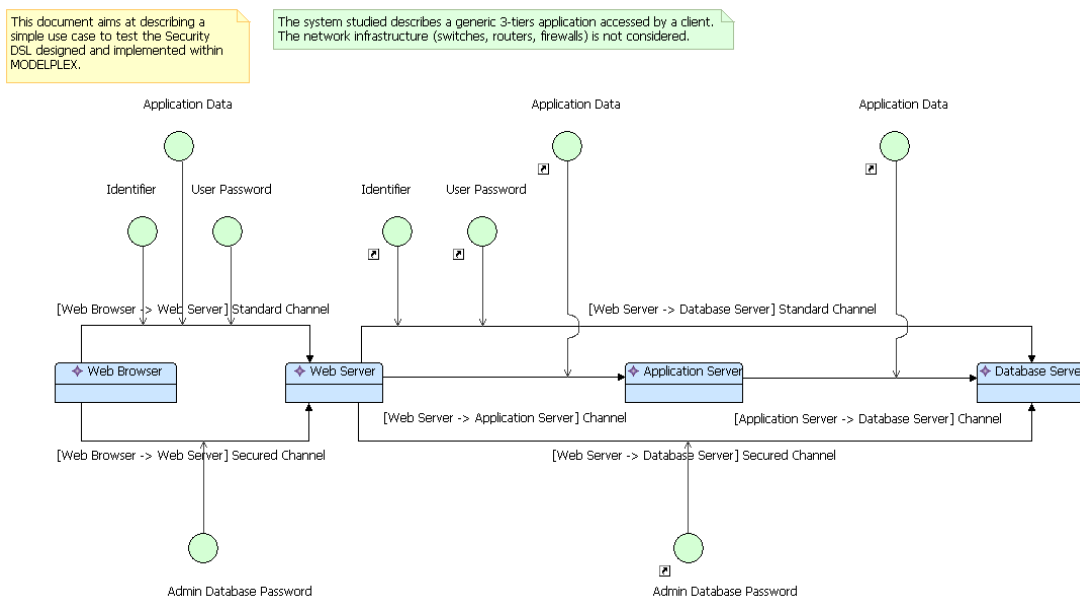 This document aims at describing a
simple use case to test the Security
DSL designed and implemented within
MODELPLEX.
The system studied describes a generic 3-tiers application accessed by a client.
The network infrastructure (switches, routers, firewalls) is not considered.
Application Data
Application Data
Application Data
Identifier
User Password
Identifier
User Password
[Web Browser -> Web Server] Standard Channel
[Web Server -> Database Server] Standard Channel
Web Browser
Web Server
Application Server
Database Serve
[Web Server -> Application Server] Channel
[Application Server -> Database Server] Channel
[Web Browser -> Web Server] Secured Channel
[Web Server -> Database Server] Secured Channel
Admin Database Password
Admin Database Password